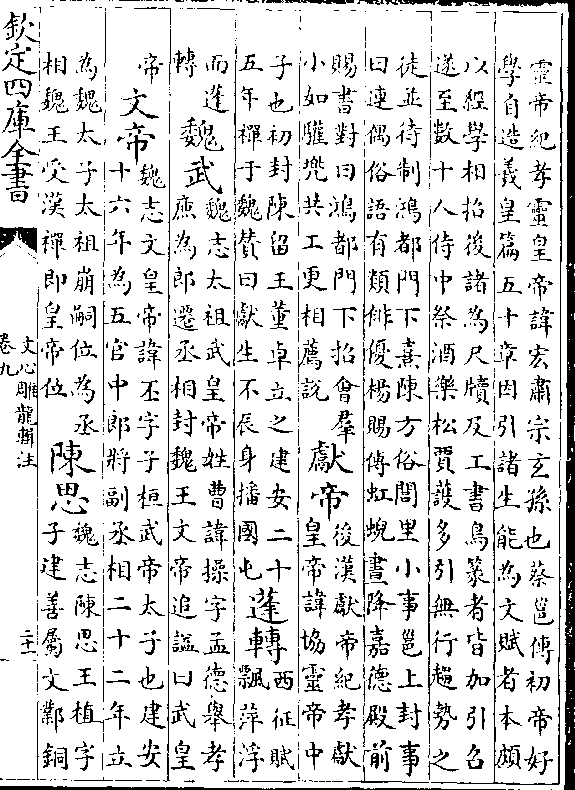 靈帝紀孝靈皇帝諱宏肅宗玄孫也蔡邕傳初帝好
學自造羲皇篇五十章因引諸生能為文賦者本頗
以經學相招後諸為尺牘及工書鳥篆者皆加引召
遂至數十人侍中祭酒樂松賈護多引無行趨勢之
徒並待制鴻都門下憙陳方俗閭里小事邕上封事
曰連偶俗語有類俳優楊賜傳虹蜺晝降嘉德殿前
賜書對曰鴻都門下招會羣
小如驩兜共工更相薦說
獻帝
後漢獻帝紀孝獻
皇帝諱協靈帝中
子也初封陳留王董卓立之建安二十
五年禪于魏贊曰獻生不辰身播國屯
蓬轉
西征賦
飄萍浮
而蓬
轉
魏武
魏志太祖武皇帝姓曹諱操字孟德舉孝
廉為郎遷丞相封魏王文帝追諡曰武皇
帝
文帝
魏志文皇帝諱丕字子桓武帝太子也建安
十六年為五官中郎將副丞相二十二年立
為魏太子太祖崩嗣位為丞
相魏王受漢禪即皇帝位
陳思
魏志陳思王植字
子建善屬文鄴銅
欽定四庫全書
文心雕龍輯注
卷九
二十一